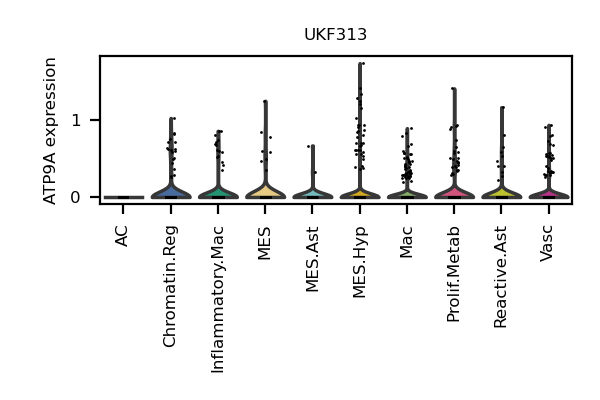 UKF313
ATP9A expression
1
0
AC
Chromatin.Reg
Inflammatory.Mac
MES
MES.Ast
MES.Hyp
Mac
Prolif.Metab
Reactive.Ast
Vasc